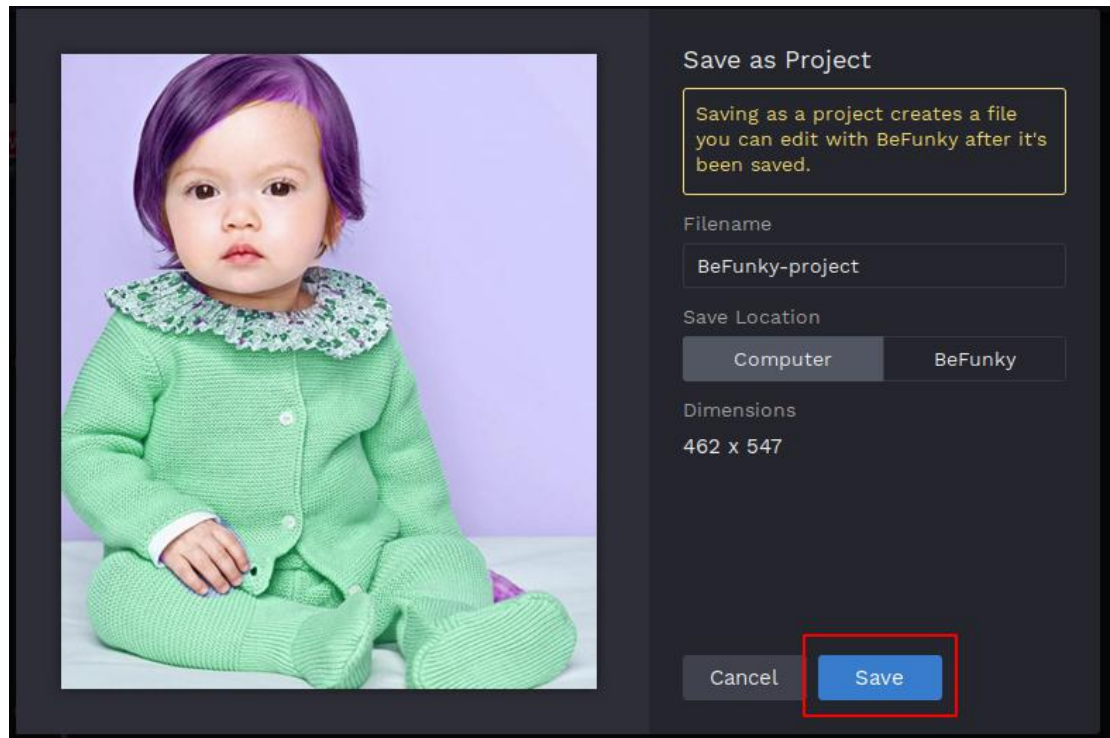 Save as Project
Saving as a project creates a file
you can edit with BeFunky after it's
been saved.
Filename
BeFunky-project
Save Location
Computer BeFunky
Dimensions
462 x 547
Cancel Save